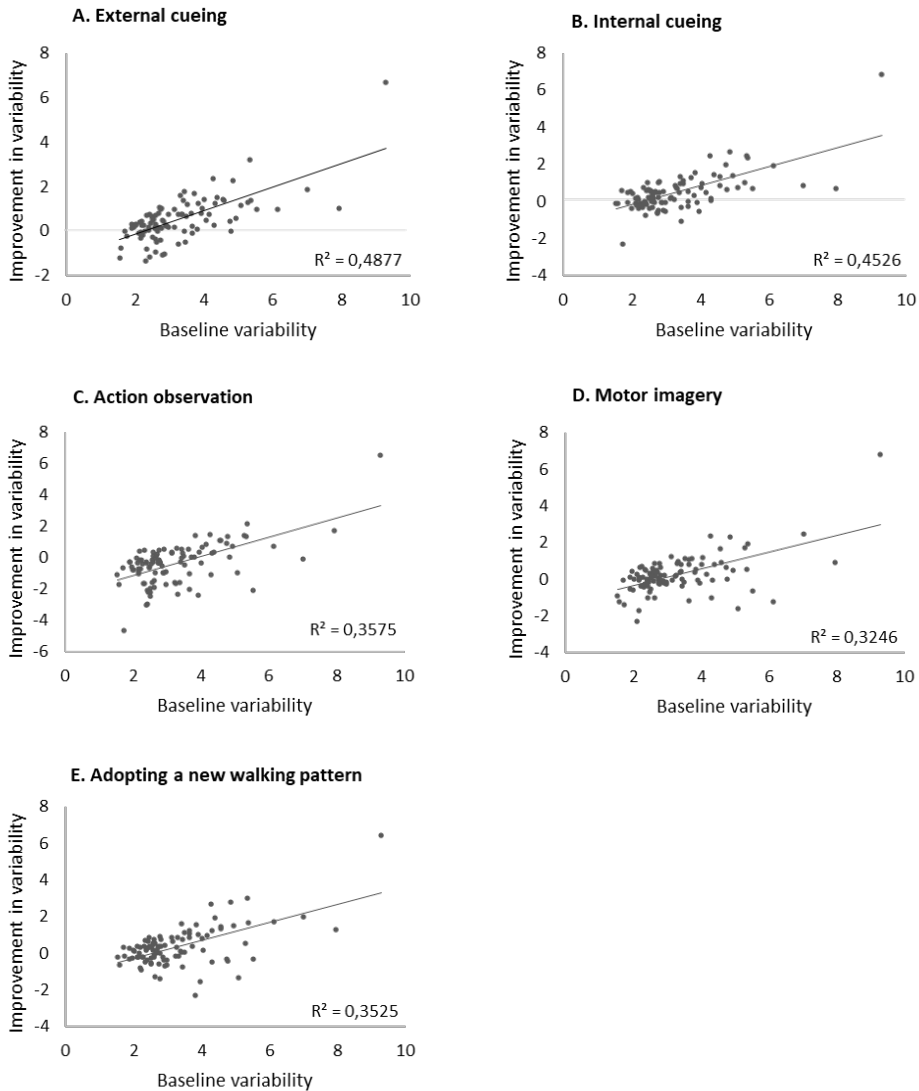 A. External cueing
Improvement in variability
8
6
4
2
0
-2
R² = 0,4877
0 2 4 6 8 10
Baseline variability
B. Internal cueing
Improvement in variability
8
6
4
2
0
-2
-4
R² = 0,4526
0 2 4 6 8 10
Baseline variability
C. Action observation
Improvement in variability
8
6
4
2
0
-2
-4
-6
R² = 0,3575
0 2 4 6 8 10
Baseline variability
D. Motor imagery
Improvement in variability
8
6
4
2
0
-2
-4
R² = 0,3246
0 2 4 6 8 10
Baseline variability
E. Adopting a new walking pattern
Improvement in variability
8
6
4
2
0
-2
-4
R² = 0,3525
0 2 4 6 8 10
Baseline variability